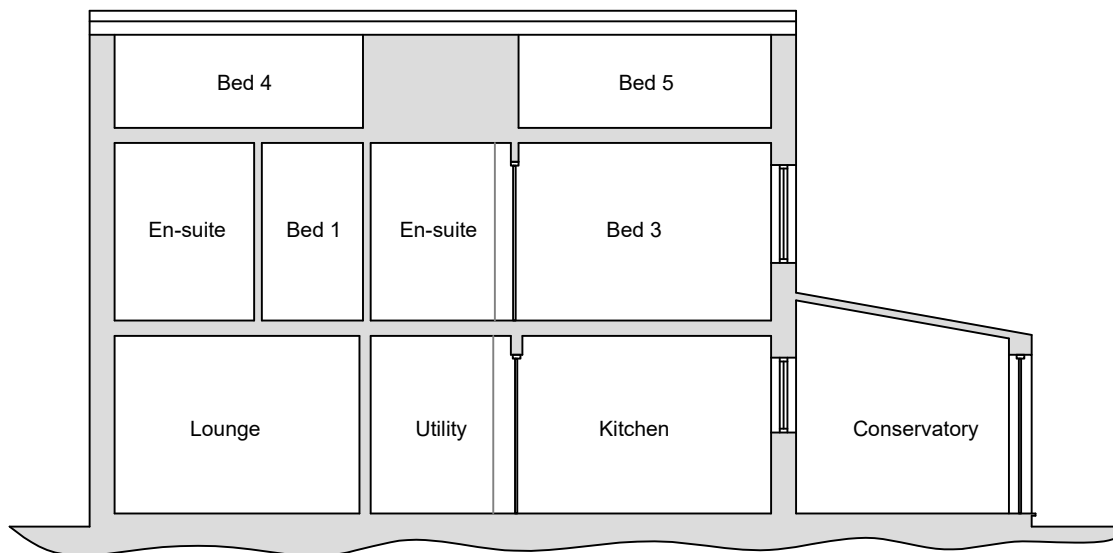 Bed 4
Bed 5
En-suite
Bed 1
En-suite
Bed 3
Lounge
Utility
Kitchen
Conservatory